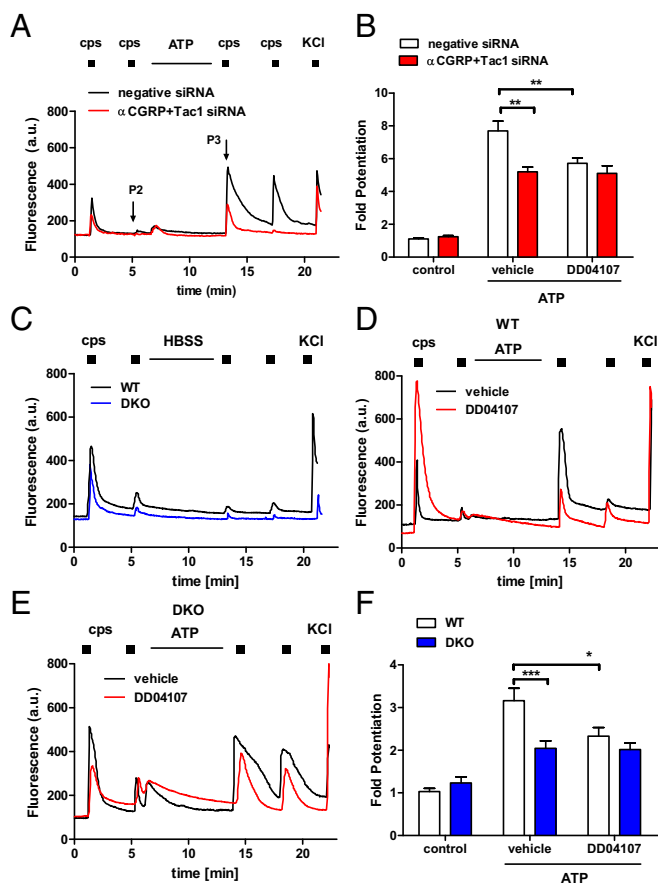 A
cps cps ATP cps cps KCl
negative siRNA
αCGRP+Tac1 siRNA
Fluorescence (a.u.)
800
600
400
200
0
P2
P3
0 5 10 15 20
time (min)
B
negative siRNA
αCGRP+Tac1 siRNA
Fold Potentiation
10
8
6
4
2
0
**
**
control vehicle DD04107
ATP
C
cps HBSS KCl
WT
DKO
Fluorescence (a.u.)
800
600
400
200
0
0 5 10 15 20
time [min]
D
WT
cps ATP KCl
vehicle
DD04107
Fluorescence (a.u.)
800
600
400
200
0
0 5 10 15 20
time [min]
E
DKO
cps ATP KCl
vehicle
DD04107
Fluorescence (a.u.)
800
600
400
200
0
0 5 10 15 20
time [min]
F
WT
DKO
Fold Potentiation
4
3
2
1
0
*
***
control vehicle DD04107
ATP